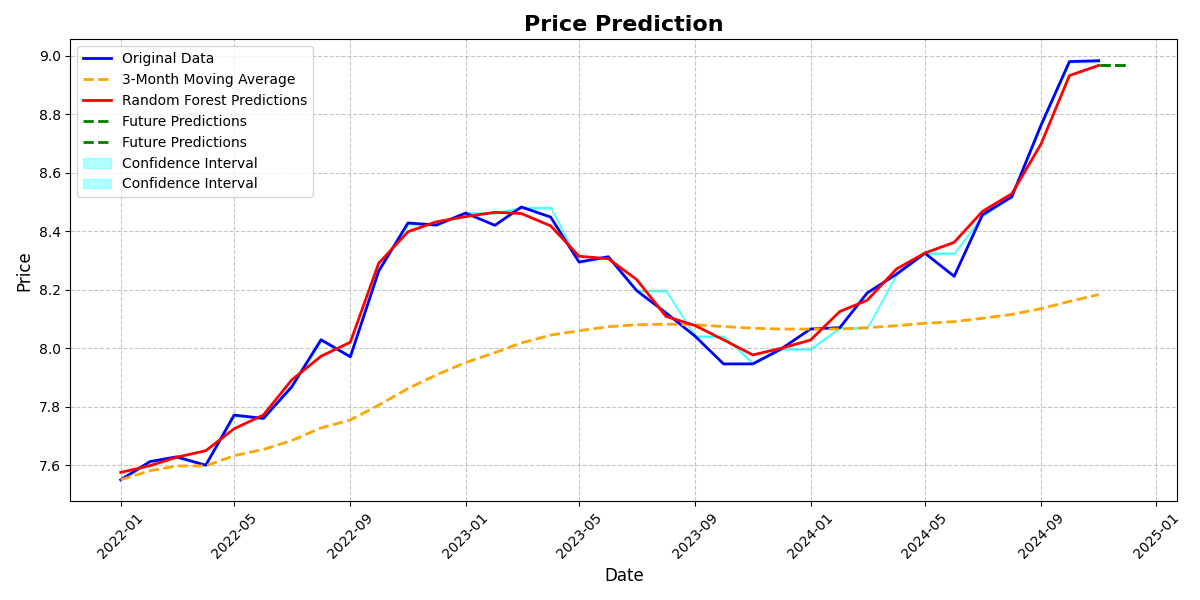 Price Prediction
Original Data
3-Month Moving Average
Random Forest Predictions
Future Predictions
Future Predictions
Confidence Interval
Confidence Interval
Price
9.0
8.8
8.6
8.4
8.2
8.0
7.8
7.6
2022-01
2022-05
2022-09
2023-01
2023-05
2023-09
2024-01
2024-05
2024-09
2025-01
Date